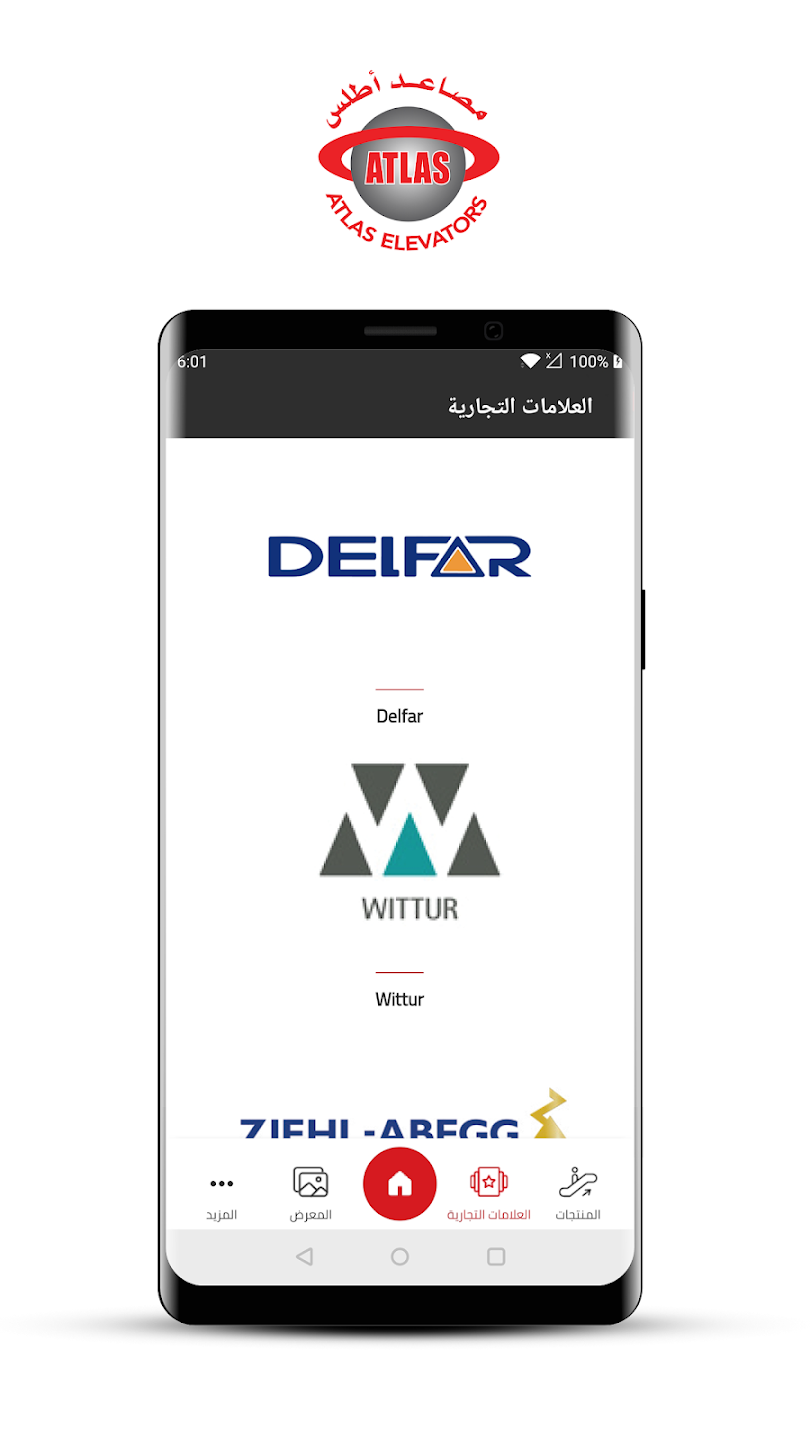 مصاعد أطلس
ATLAS
ATLAS ELEVATORS
6:01
100%
العلامات التجارية
DELFAR
Delfar
WITTUR
Wittur
ZIEHL-ABEGG
المنتجات
العلامات التجارية
المعرض
المزيد